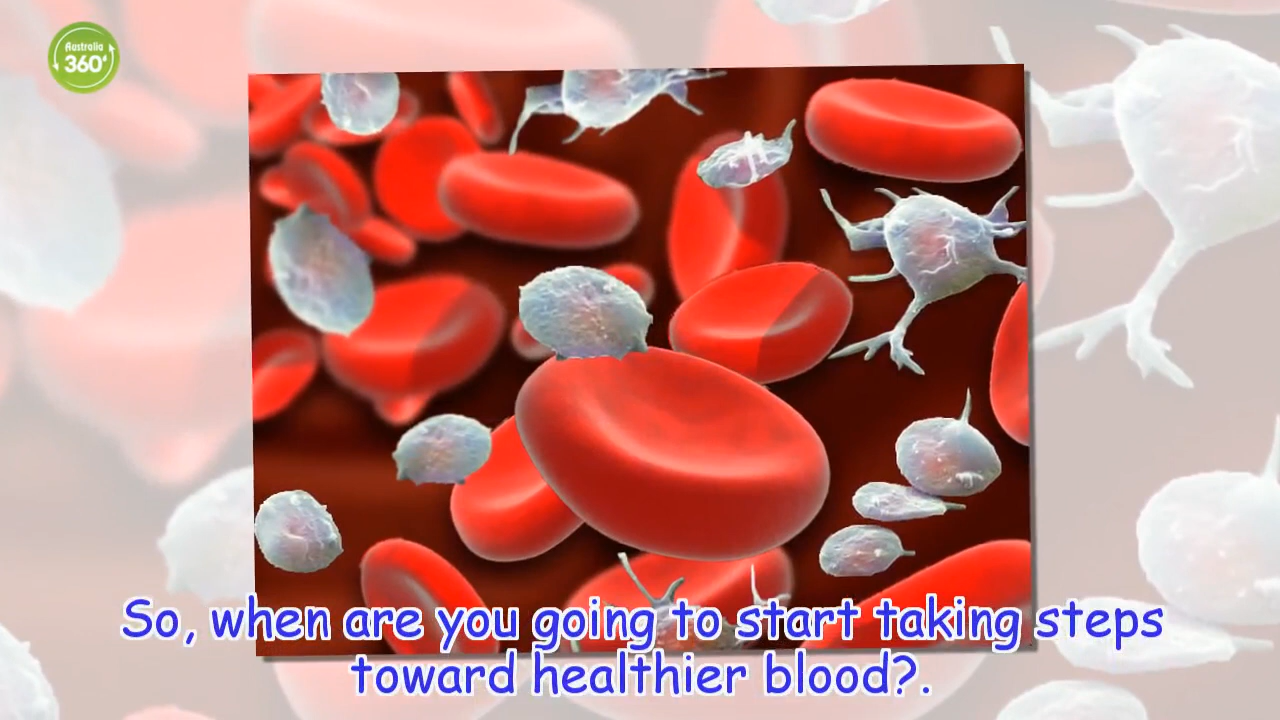 Australia
360°
So, when are you going to start taking steps
toward healthier blood?.